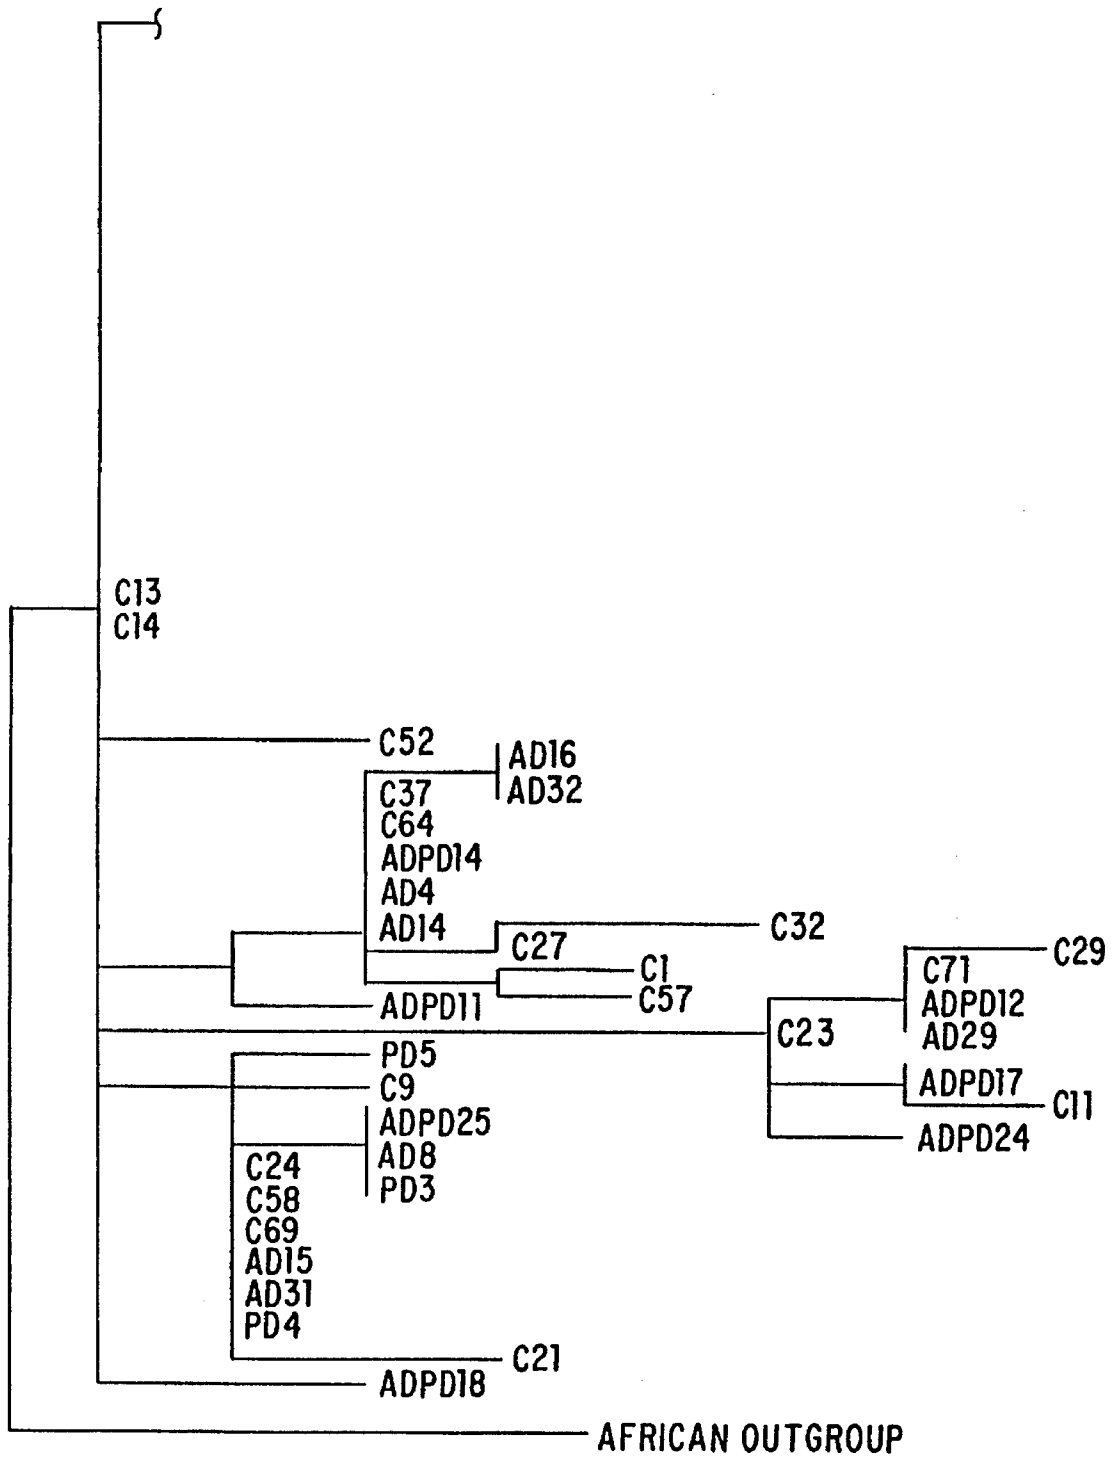 C13
C14
C52
AD16
AD32
C37
C64
ADPD14
AD4
AD14
C32
C27
C29
C1
C71
C57
ADPD12
ADPD11
AD29
C23
PD5
ADPD17
C9
C11
ADPD25
ADPD24
AD8
C24
PD3
C58
C69
AD15
AD31
PD4
C21
ADPD18
AFRICAN OUTGROUP